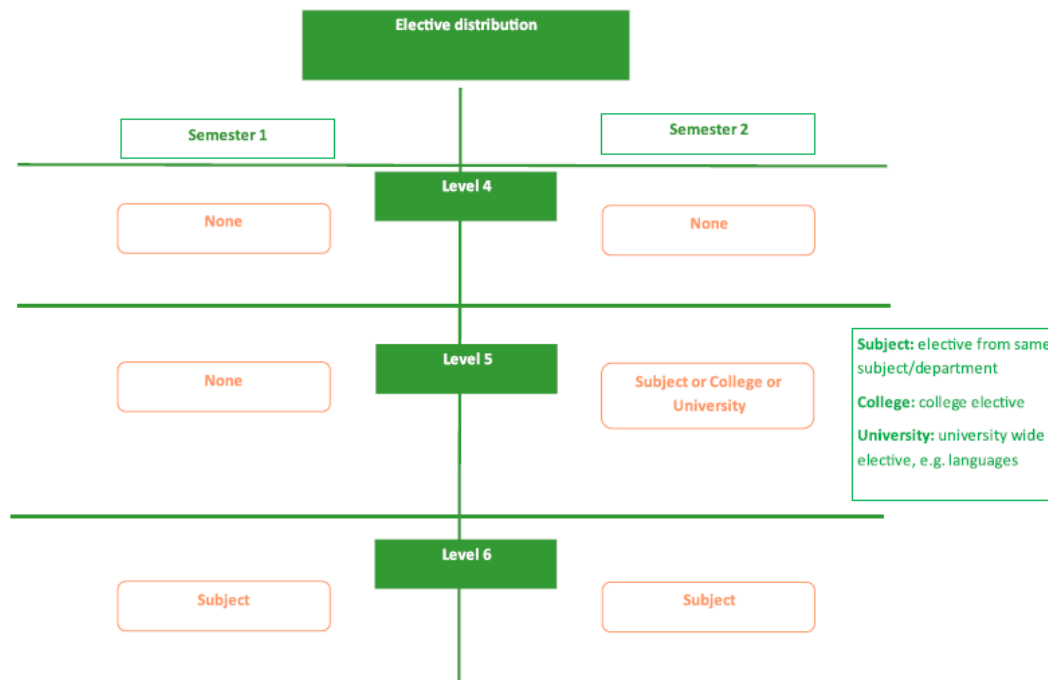 Elective distribution
Semester 1
Semester 2
Level 4
None
None
Level 5
None
Subject or College or
University
Subject: elective from same
subject/department
College: college elective
University: university wide
elective, e.g. languages
Level 6
Subject
Subject